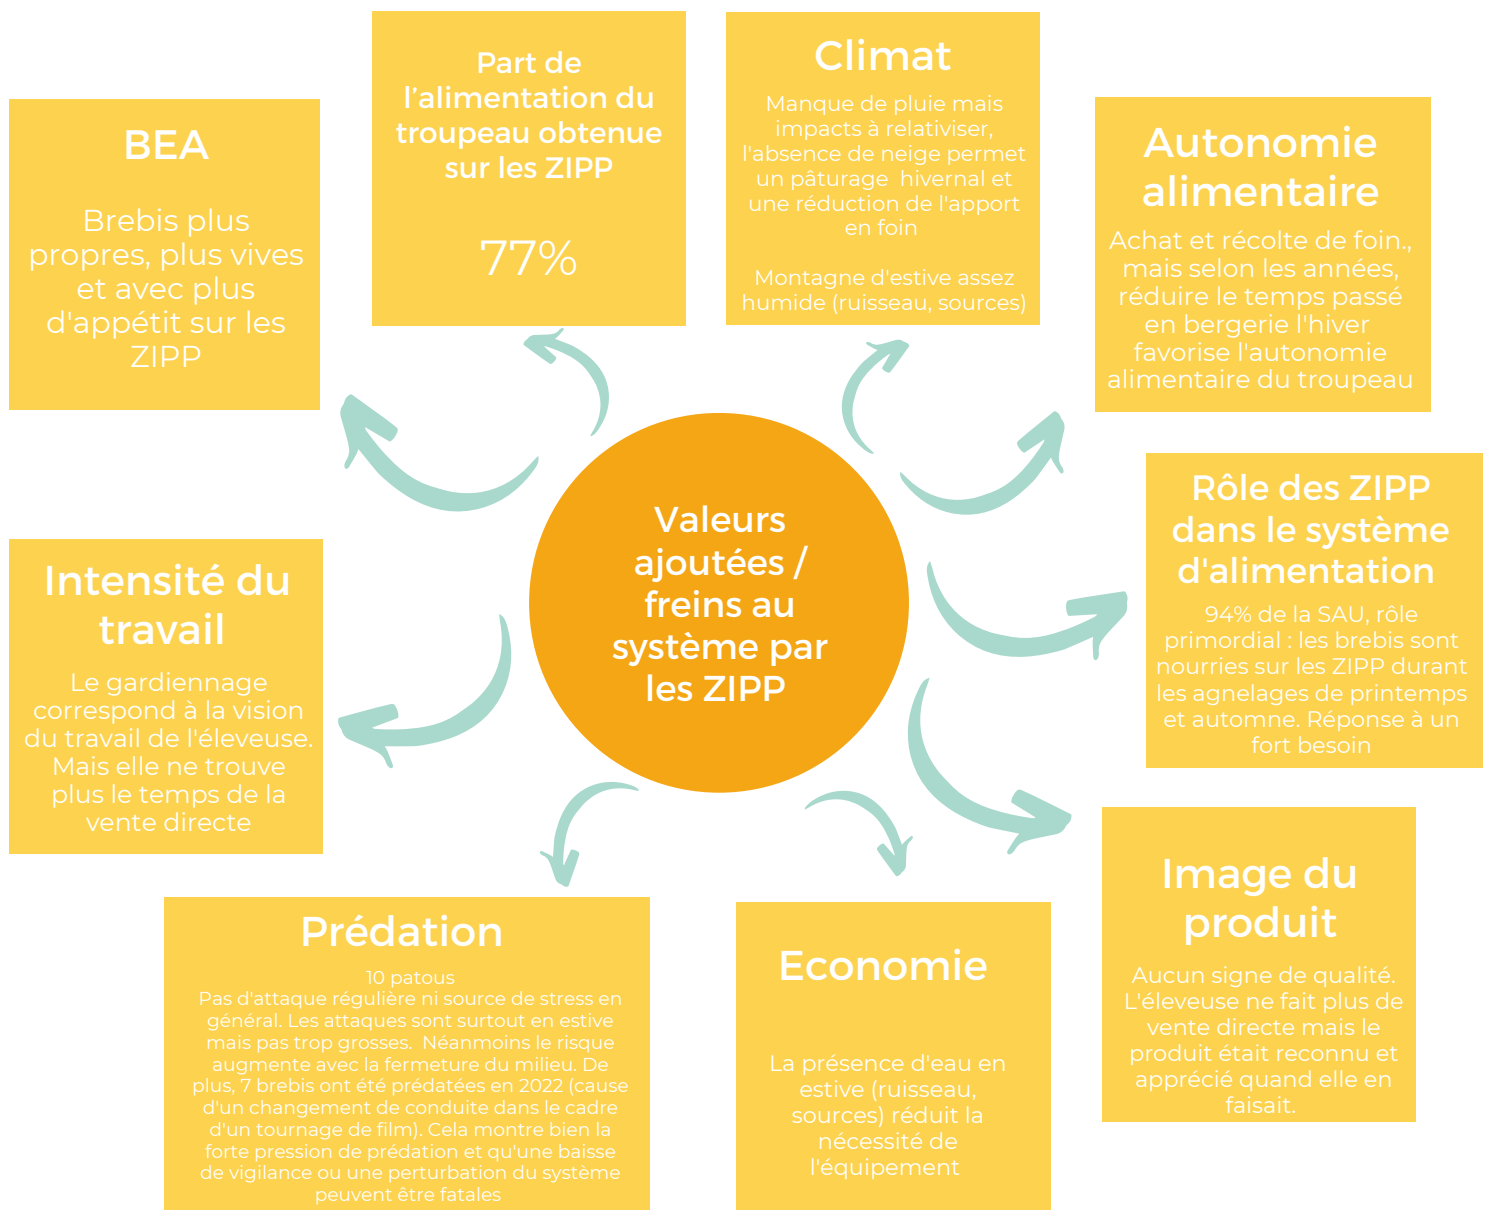 BEA
Brebis plus
propres, plus vives
et avec plus
d'appétit sur les
ZIPP
Part de
l'alimentation du
troupeau obtenue
sur les ZIPP
77%
Climat
Manque de pluie mais
impacts à relativiser,
l'absence de neige permet
un pâturage hivernal et
une réduction de l'apport
en foin
Montagne d'estive assez
humide (ruisseau, sources)
Autonomie
alimentaire
Achat et récolte de foin.,
mais selon les années,
réduire le temps passé
en bergerie l'hiver
favorise l'autonomie
alimentaire du troupeau
Valeurs
ajoutées /
freins au
système par
les ZIPP
Rôle des ZIPP
dans le système
d'alimentation
94% de la SAU, rôle
primordial : les brebis sont
nourries sur les ZIPP durant
les agnelages de printemps
et automne. Réponse à un
fort besoin
Intensité du
travail
Le gardiennage
correspond à la vision
du travail de l'éleveuse.
Mais elle ne trouve
plus le temps de la
vente directe
Prédation
10 patous
Pas d'attaque régulière ni source de stress en
général. Les attaques sont surtout en estive
mais pas trop grosses. Néanmoins le risque
augmente avec la fermeture du milieu. De
plus, 7 brebis ont été prédatées en 2022 (cause
d'un changement de conduite dans le cadre
d'un tournage de film). Cela montre bien la
forte pression de prédation et qu'une baisse
de vigilance ou une perturbation du système
peuvent être fatales
Economie
La présence d'eau en
estive (ruisseau,
sources) réduit la
nécessité de
l'équipement
Image du
produit
Aucun signe de qualité.
L'éleveuse ne fait plus de
vente directe mais le
produit était reconnu et
apprécié quand elle en
faisait.